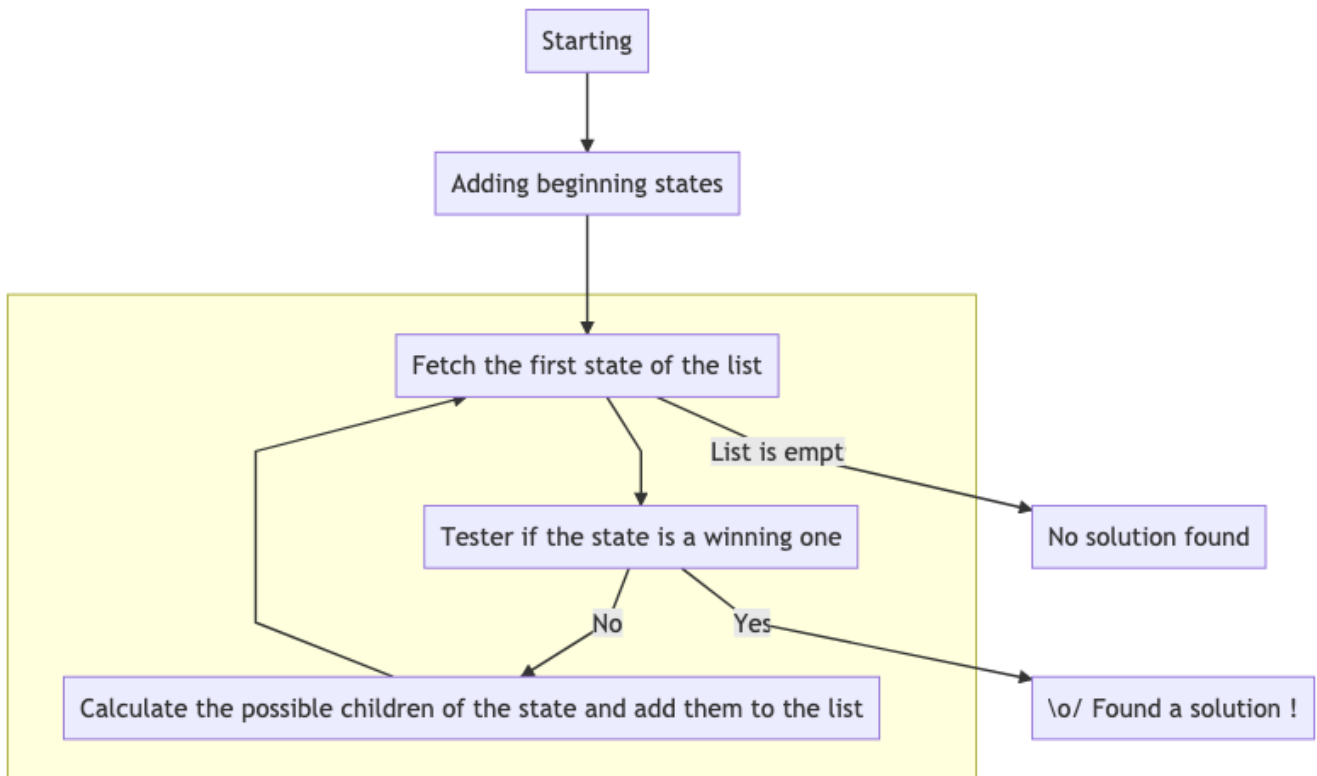 Starting
Adding beginning states
Fetch the first state of the list
List is empt
Tester if the state is a winning one
No solution found
No
Yes
Calculate the possible children of the state and add them to the list
\o/ Found a solution !